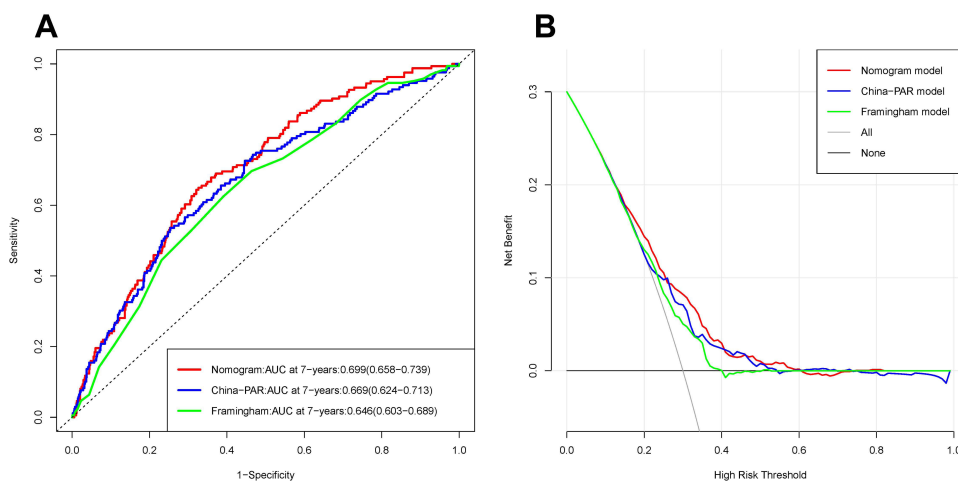 A
Sensitivity
1.0
0.8
0.6
0.4
0.2
0.0
Nomogram:AUC at 7−years:0.699(0.658−0.739)
China−PAR:AUC at 7−years:0.669(0.624−0.713)
Framingham:AUC at 7−years:0.646(0.603−0.689)
0.0 0.2 0.4 0.6 0.8 1.0
1−Specificity
B
Net Benefit
0.3
0.2
0.1
0.0
Nomogram model
China−PAR model
Framingham model
All
None
0.0 0.2 0.4 0.6 0.8 1.0
High Risk Threshold